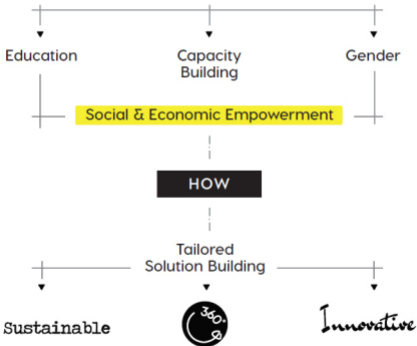 Education
Capacity
Building
Gender
Social & Economic Empowerment
HOW
Tailored
Solution Building
Sustainable
360°
Innovative